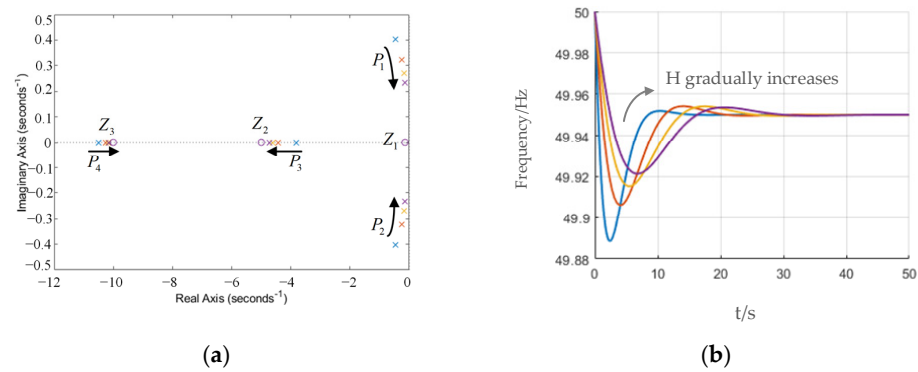 0.5
0.4
0.3
0.2
0.1
0
−0.1
−0.2
−0.3
−0.4
−0.5
Imaginary Axis (seconds⁻¹)
P₁
Z₃
Z₂
Z₁
P₄
P₃
P₂
−12 −10 −8 −6 −4 −2 0
Real Axis (seconds⁻¹)
(a)
50
49.98
49.96
49.94
49.92
49.9
49.88
Frequency/Hz
H gradually increases
0 10 20 30 40 50
t/s
(b)